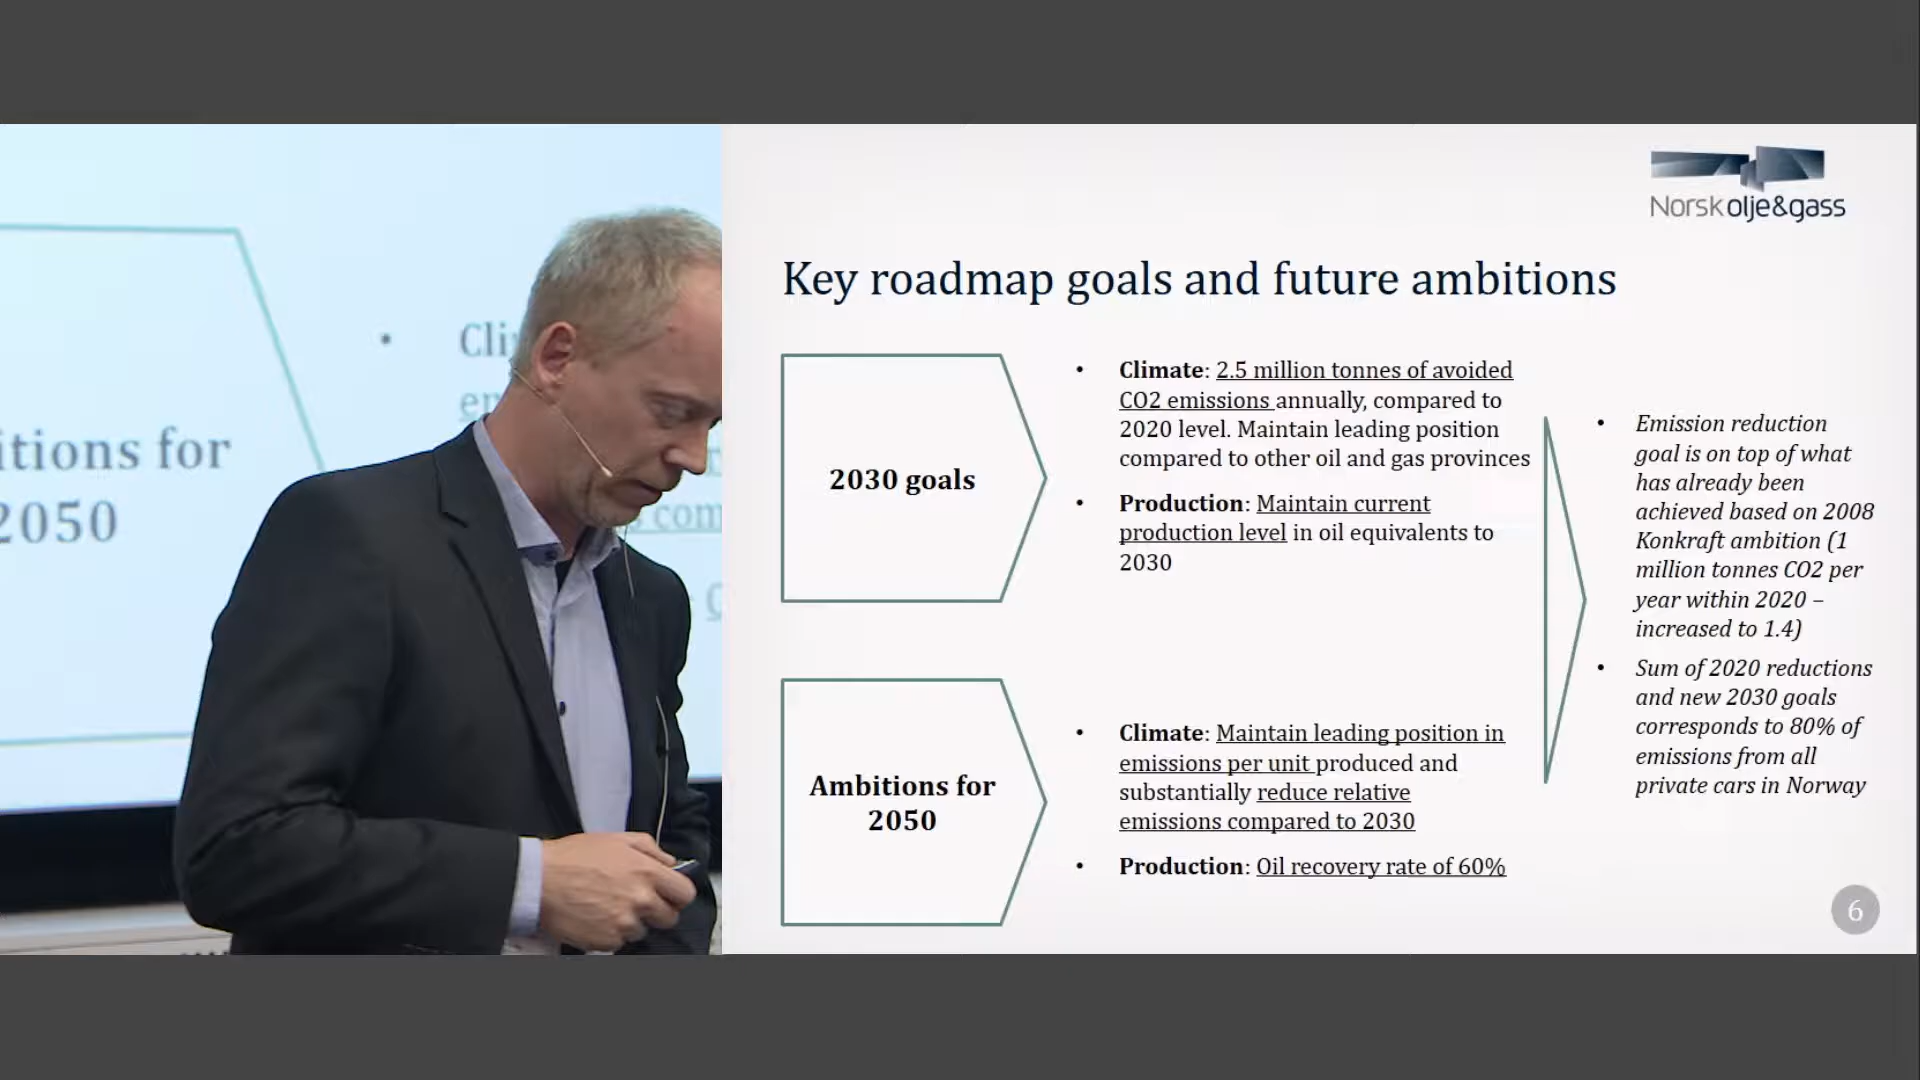 Cli
itions for
2050
com
Norskolje&gass
Key roadmap goals and future ambitions
2030 goals
• Climate: 2.5 million tonnes of avoided
CO2 emissions annually, compared to
2020 level. Maintain leading position
compared to other oil and gas provinces
• Production: Maintain current
production level in oil equivalents to
2030
Ambitions for
2050
• Climate: Maintain leading position in
emissions per unit produced and
substantially reduce relative
emissions compared to 2030
• Production: Oil recovery rate of 60%
• Emission reduction
goal is on top of what
has already been
achieved based on 2008
Konkraft ambition (1
million tonnes CO2 per
year within 2020 –
increased to 1.4)
• Sum of 2020 reductions
and new 2030 goals
corresponds to 80% of
emissions from all
private cars in Norway
6